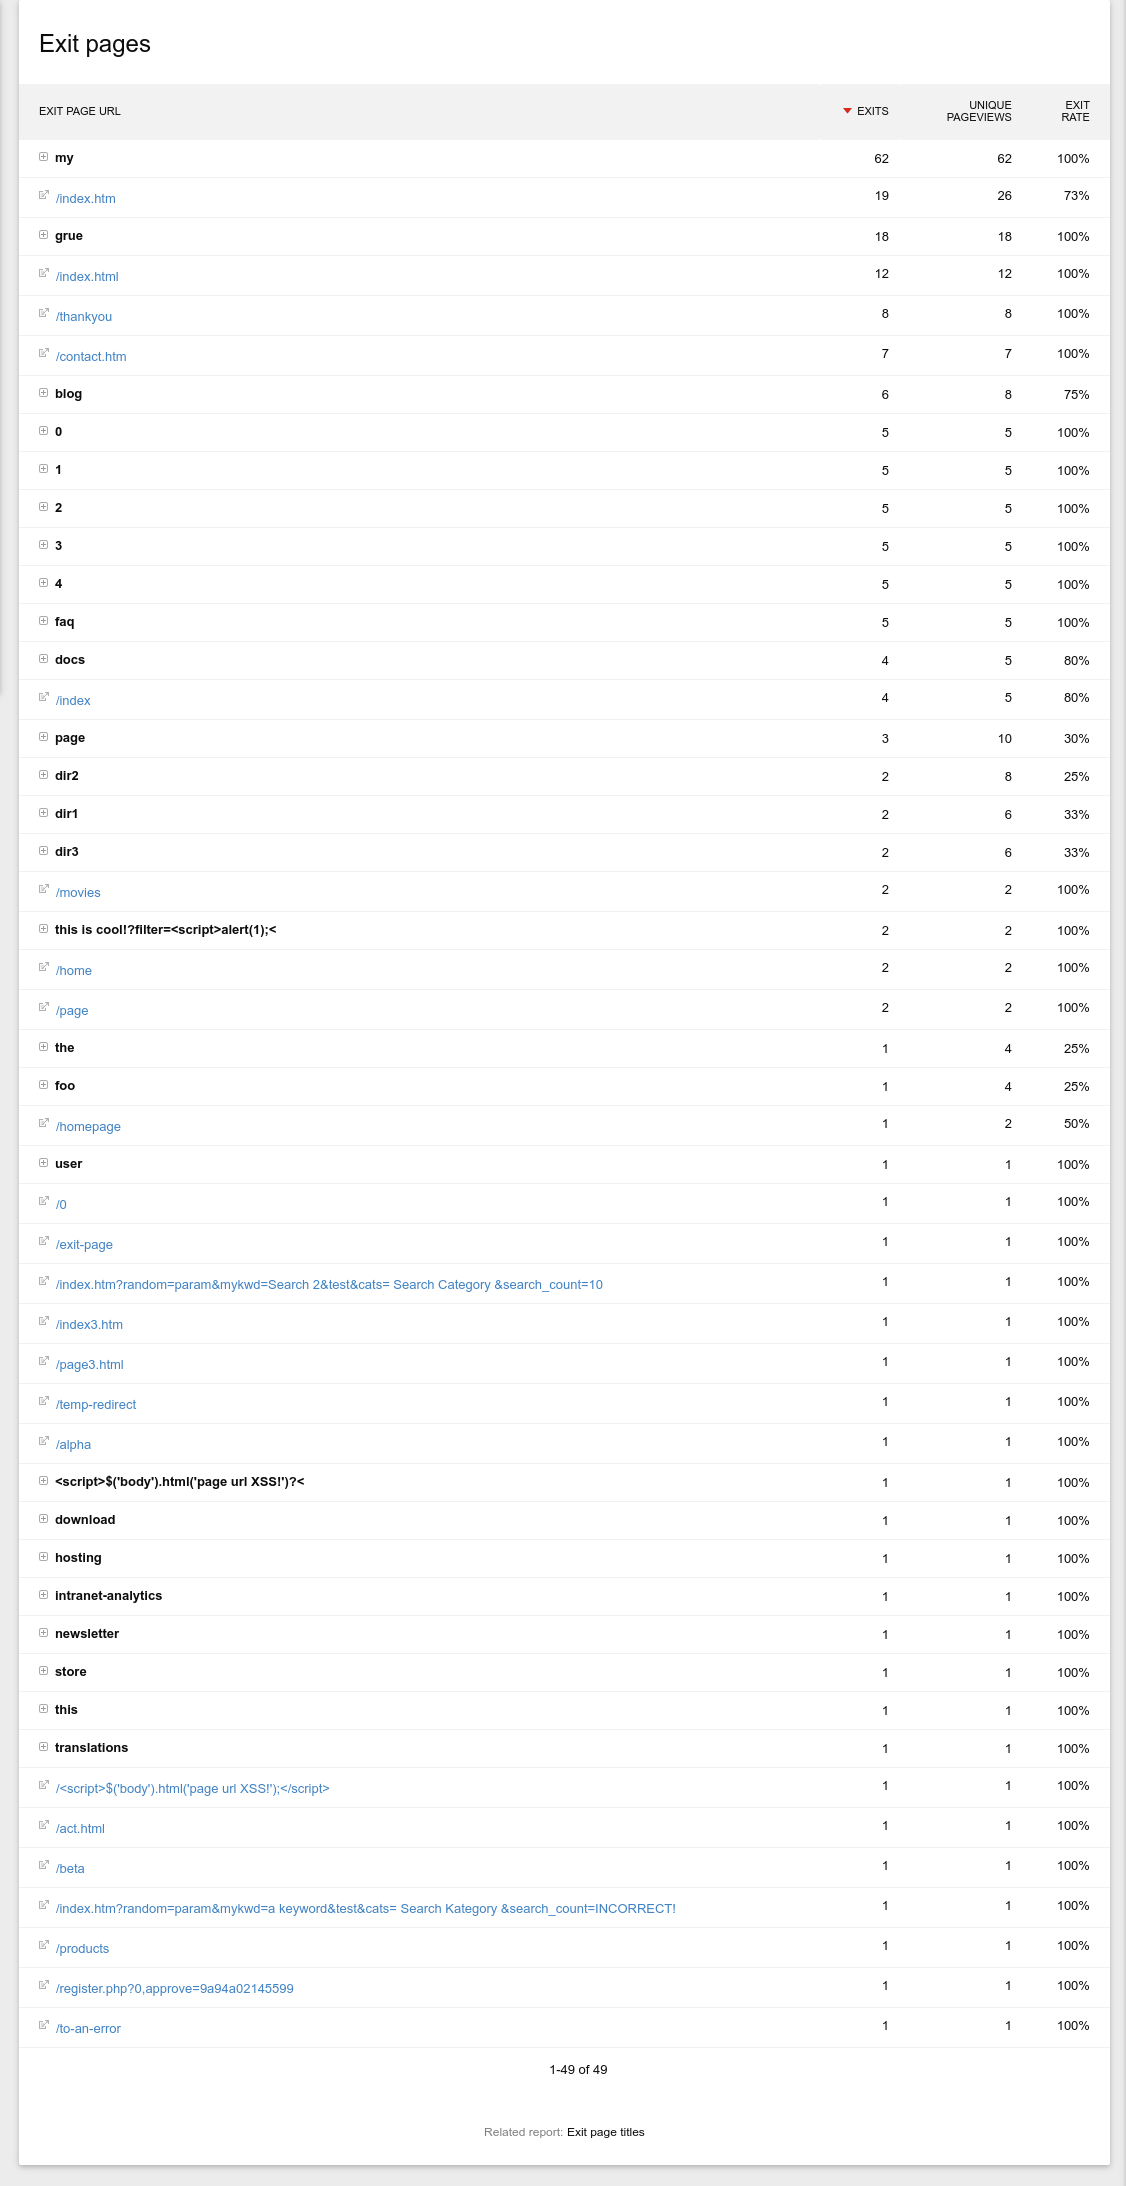 Exit pages
EXIT PAGE URL EXITS UNIQUE PAGEVIEWS EXIT RATE
my 62 62 100%
/index.htm 19 26 73%
grue 18 18 100%
/index.html 12 12 100%
/thankyou 8 8 100%
/contact.htm 7 7 100%
blog 6 8 75%
0 5 5 100%
1 5 5 100%
2 5 5 100%
3 5 5 100%
4 5 5 100%
faq 5 5 100%
docs 4 5 80%
/index 4 5 80%
page 3 10 30%
dir2 2 8 25%
dir1 2 6 33%
dir3 2 6 33%
/movies 2 2 100%
this is cool!?filter=<script>alert(1);< 2 2 100%
/home 2 2 100%
/page 2 2 100%
the 1 4 25%
foo 1 4 25%
/homepage 1 2 50%
user 1 1 100%
/0 1 1 100%
/exit-page 1 1 100%
/index.htm?random=param&mykwd=Search 2&test&cats= Search Category &search_count=10 1 1 100%
/index3.htm 1 1 100%
/page3.html 1 1 100%
/temp-redirect 1 1 100%
/alpha 1 1 100%
<script>$('body').html('page url XSS!')?< 1 1 100%
download 1 1 100%
hosting 1 1 100%
intranet-analytics 1 1 100%
newsletter 1 1 100%
store 1 1 100%
this 1 1 100%
translations 1 1 100%
/<script>$('body').html('page url XSS!');</script> 1 1 100%
/act.html 1 1 100%
/beta 1 1 100%
/index.htm?random=param&mykwd=a keyword&test&cats= Search Kategory &search_count=INCORRECT! 1 1 100%
/products 1 1 100%
/register.php?0,approve=9a94a02145599 1 1 100%
/to-an-error 1 1 100%
1-49 of 49
Related report: Exit page titles